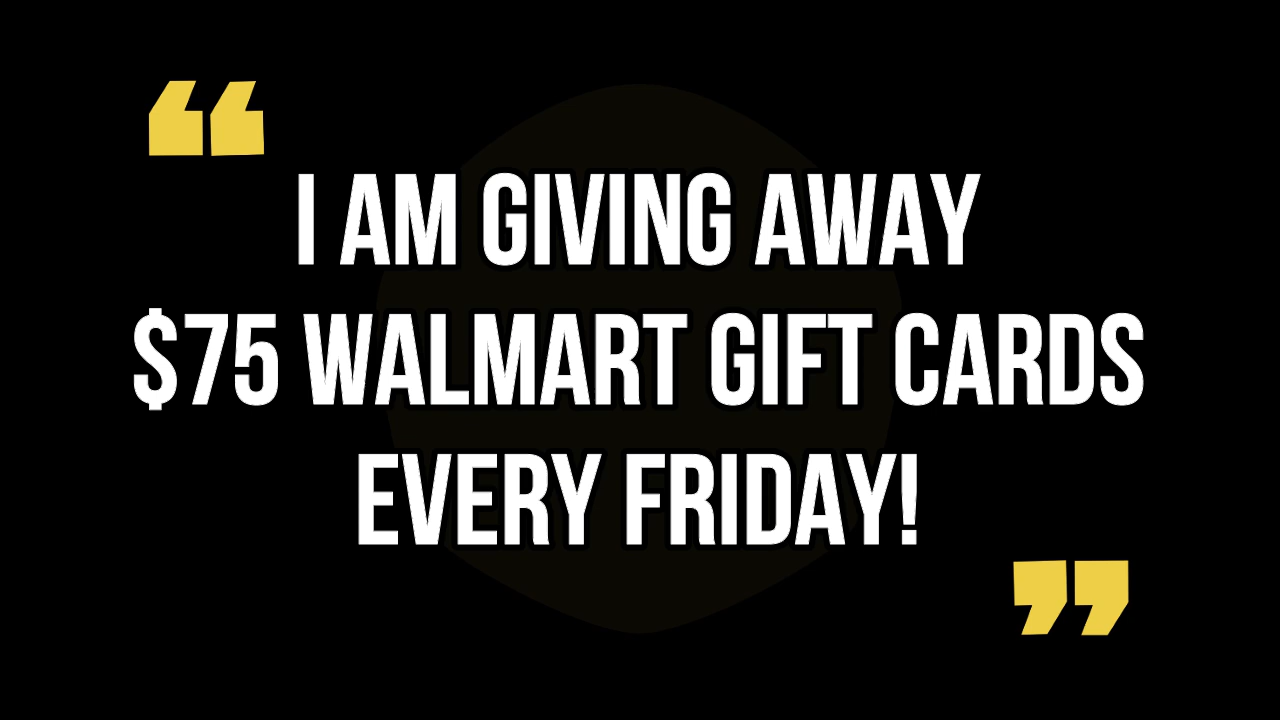 “
I AM GIVING AWAY
$75 WALMART GIFT CARDS
EVERY FRIDAY!
”